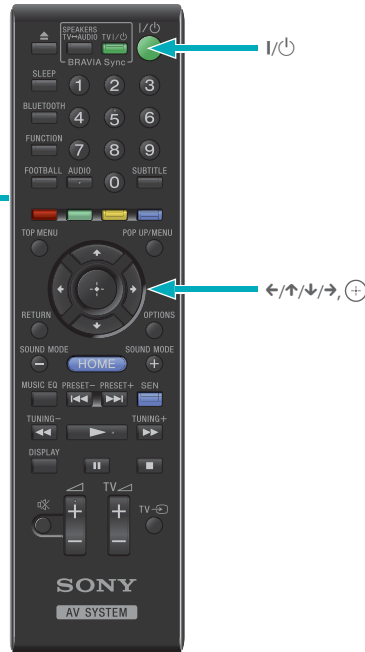 SPEAKERS
TV↔AUDIO TV I/⏻ I/⏻
I/⏻
BRAVIA Sync
SLEEP
1 2 3
BLUETOOTH
4 5 6
FUNCTION
7 8 9
FOOTBALL AUDIO 0 SUBTITLE
TOP MENU POP UP/MENU
←/↑/↓/→,
RETURN OPTIONS
SOUND MODE SOUND MODE
− HOME +
MUSIC EQ PRESET− PRESET+ SEN
TUNING− TUNING+
DISPLAY
TV
+ + TV
− −
SONY
AV SYSTEM